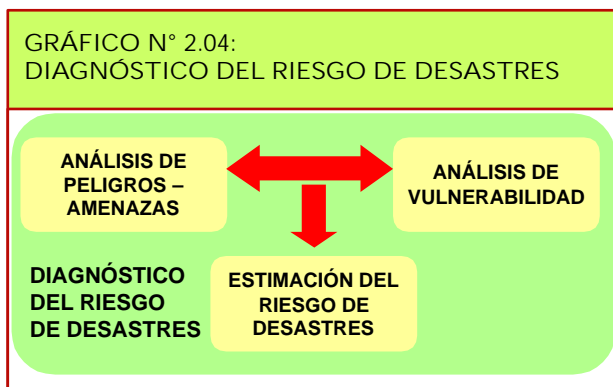 GRÁFICO N° 2.04:
DIAGNÓSTICO DEL RIESGO DE DESASTRES
ANÁLISIS DE
PELIGROS –
AMENAZAS
ANÁLISIS DE
VULNERABILIDAD
DIAGNÓSTICO
DEL RIESGO
DE DESASTRES
ESTIMACIÓN DEL
RIESGO DE
DESASTRES